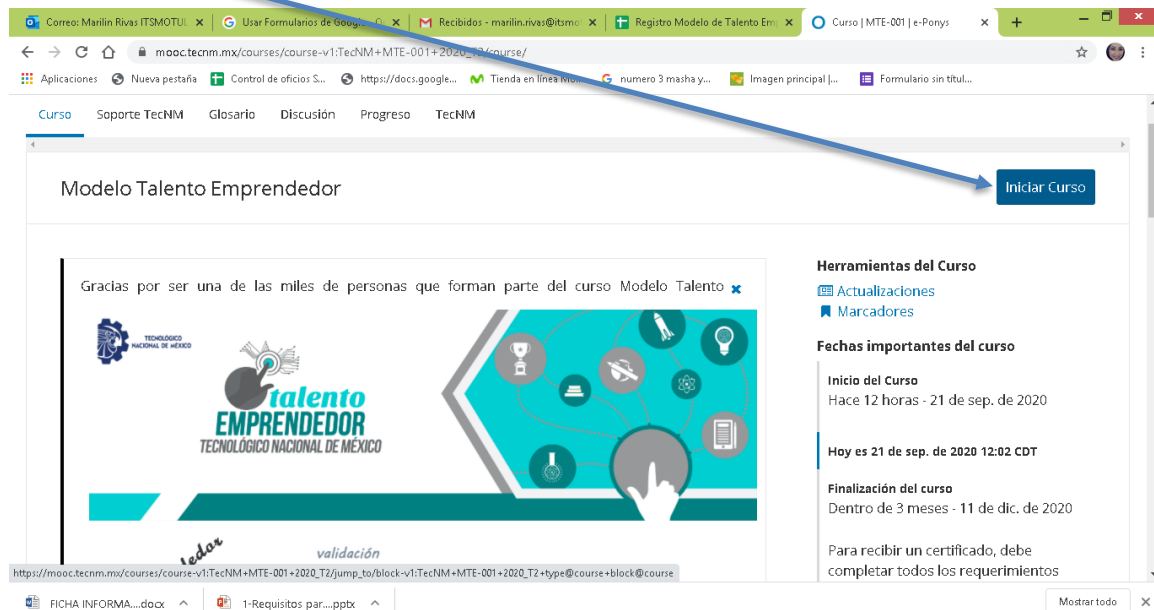 Correo: Marilin Rivas ITSMOTUL
Usar Formularios de Google - O
Recibidos - marilin.rivas@itsmot
Registro Modelo de Talento Em
Curso | MTE-001 | e-Ponys
mooc.tecnm.mx/courses/course-v1:TecNM+MTE-001+2020_T2/course/
Aplicaciones
Nueva pestaña
Control de oficios S...
https://docs.google...
Tienda en línea Mo...
numero 3 masha y...
Imagen principal |...
Formulario sin títul...
Curso
Soporte TecNM
Glosario
Discusión
Progreso
TecNM
Modelo Talento Emprendedor
Iniciar Curso
Gracias por ser una de las miles de personas que forman parte del curso Modelo Talento
TECNOLÓGICO
NACIONAL DE MÉXICO
talento
EMPRENDEDOR
TECNOLÓGICO NACIONAL DE MÉXICO
validación
Herramientas del Curso
Actualizaciones
Marcadores
Fechas importantes del curso
Inicio del Curso
Hace 12 horas - 21 de sep. de 2020
Hoy es 21 de sep. de 2020 12:02 CDT
Finalización del curso
Dentro de 3 meses - 11 de dic. de 2020
Para recibir un certificado, debe
completar todos los requerimientos
https://mooc.tecnm.mx/courses/course-v1:TecNM+MTE-001+2020_T2/jump_to/block-v1:TecNM+MTE-001+2020_T2+type@course+block@course
FICHA INFORMA....docx
1-Requisitos par....pptx
Mostrar todo